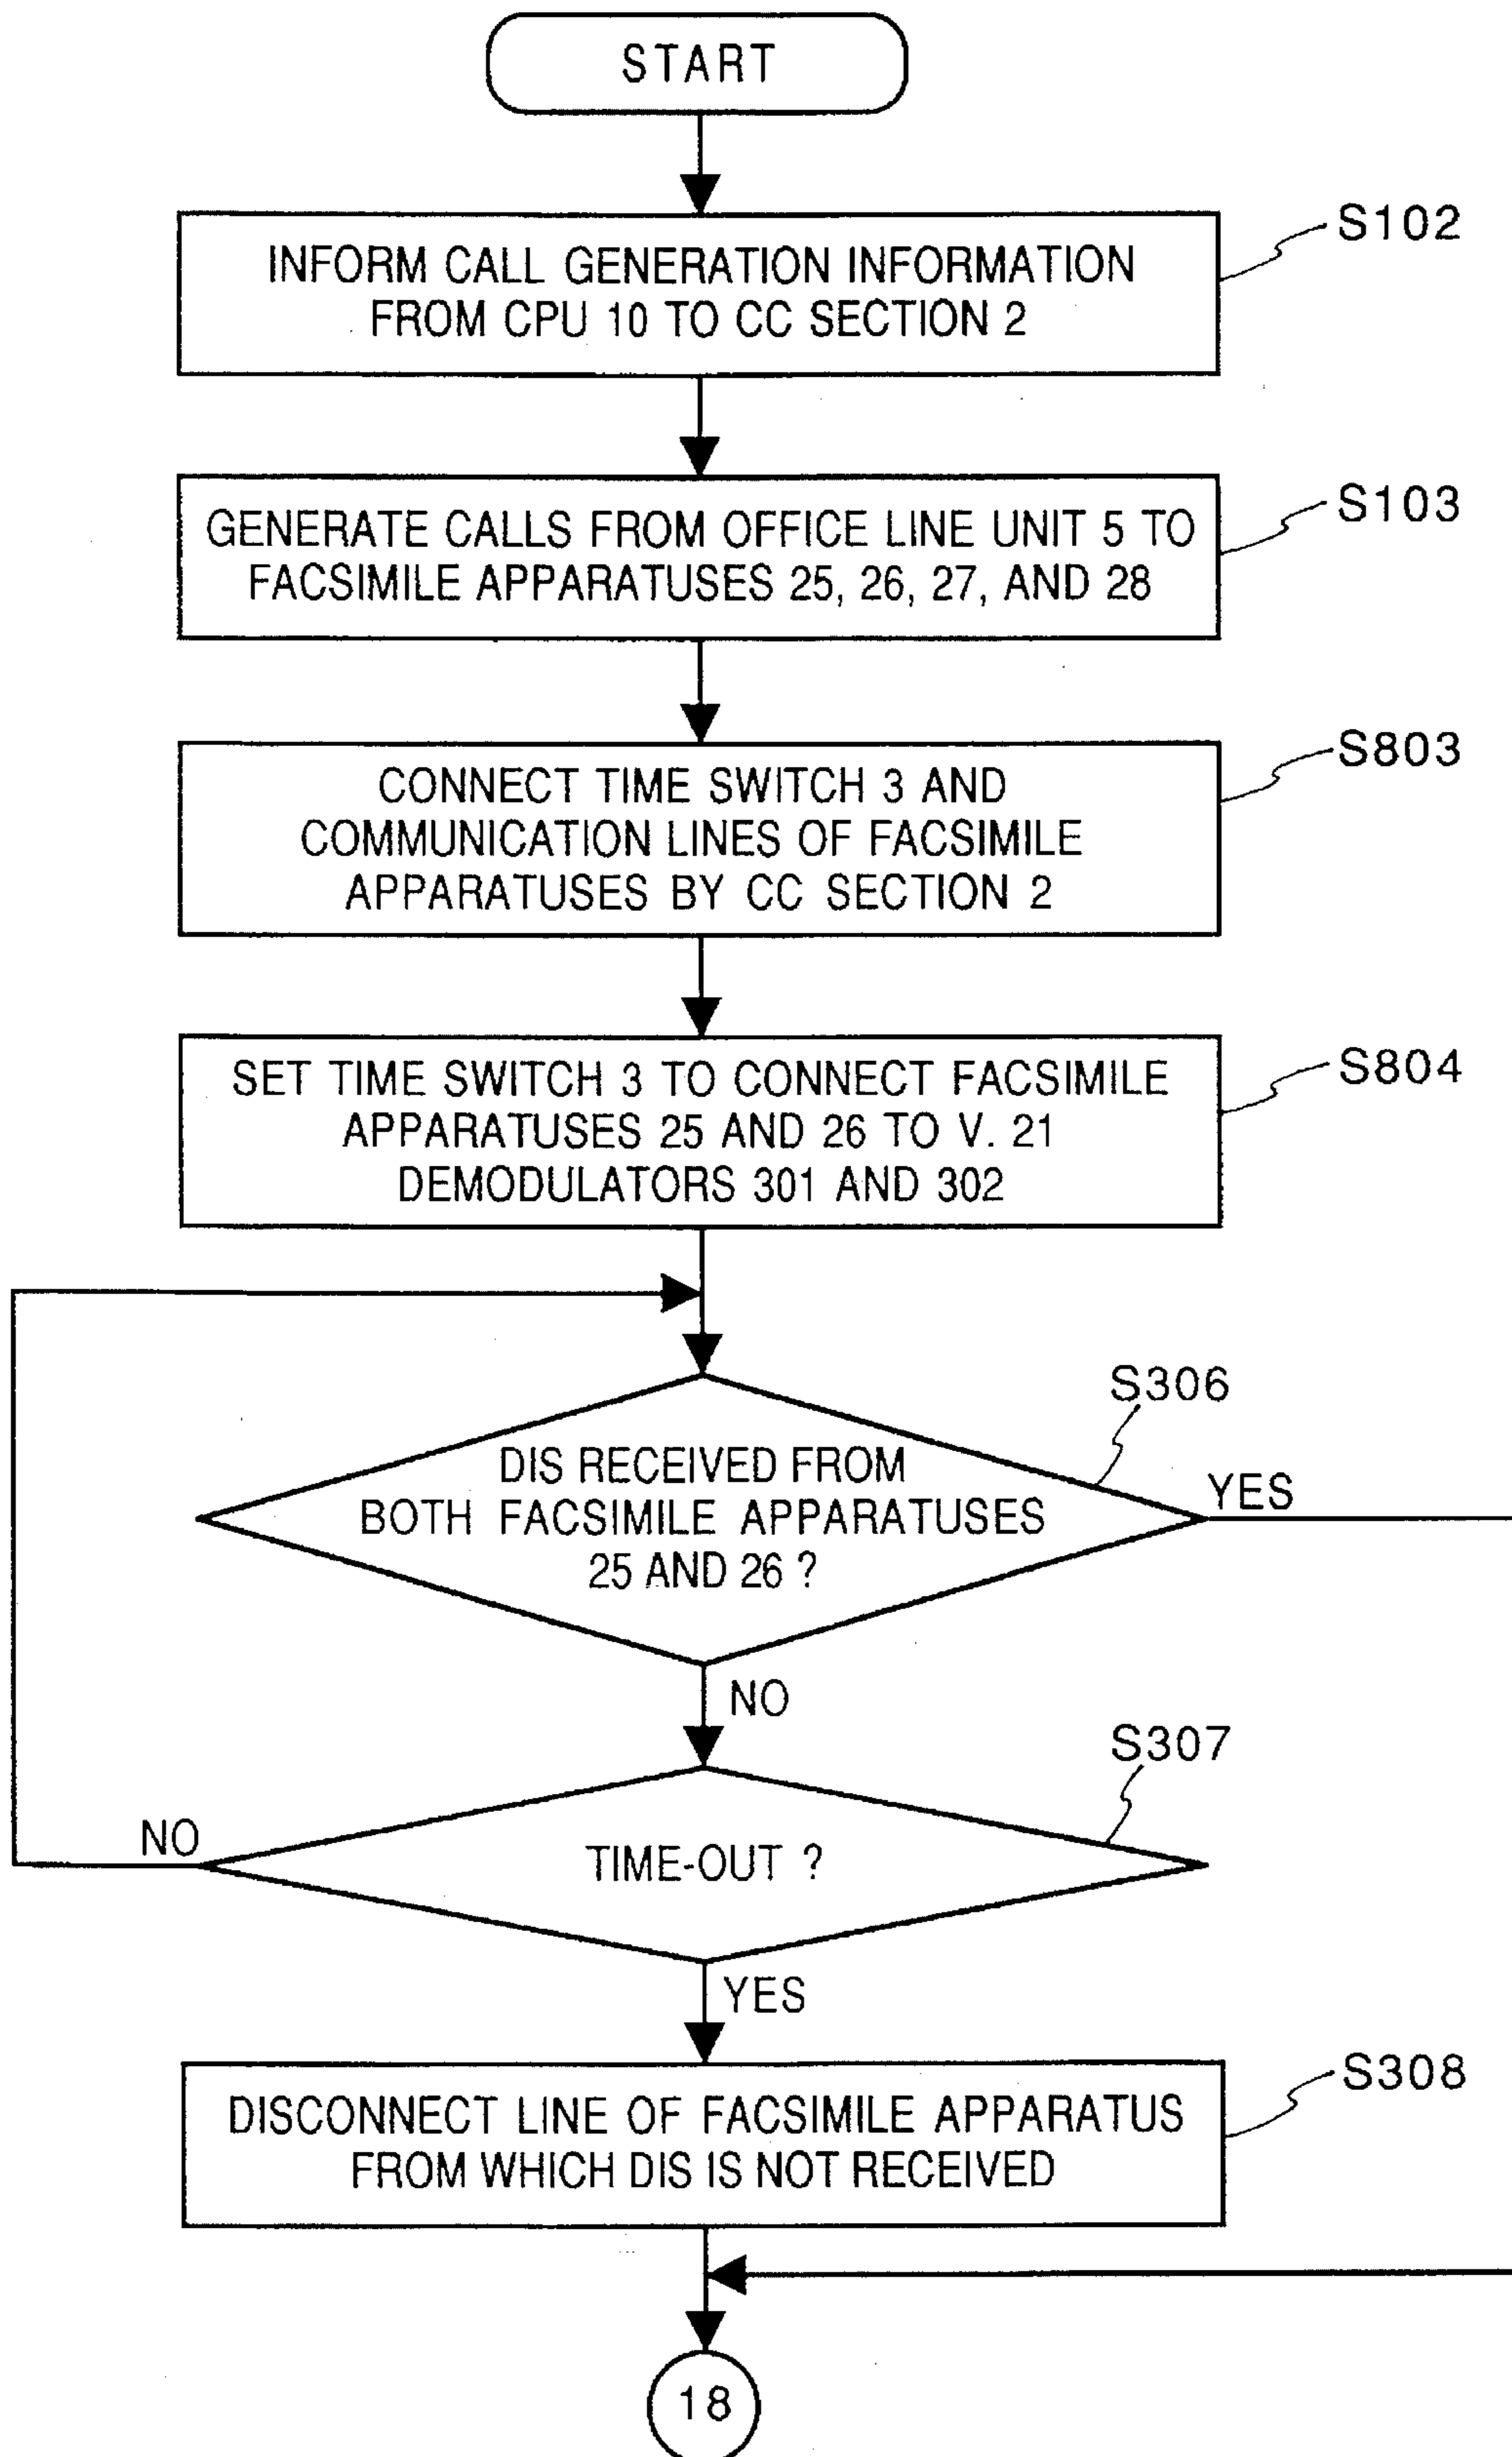 START
S102
INFORM CALL GENERATION INFORMATION
FROM CPU 10 TO CC SECTION 2
S103
GENERATE CALLS FROM OFFICE LINE UNIT 5 TO
FACSIMILE APPARATUSES 25, 26, 27, AND 28
S803
CONNECT TIME SWITCH 3 AND
COMMUNICATION LINES OF FACSIMILE
APPARATUSES BY CC SECTION 2
S804
SET TIME SWITCH 3 TO CONNECT FACSIMILE
APPARATUSES 25 AND 26 TO V. 21
DEMODULATORS 301 AND 302
S306
DIS RECEIVED FROM
BOTH FACSIMILE APPARATUSES
25 AND 26 ?
YES
NO
S307
TIME-OUT ?
NO
YES
S308
DISCONNECT LINE OF FACSIMILE APPARATUS
FROM WHICH DIS IS NOT RECEIVED
18